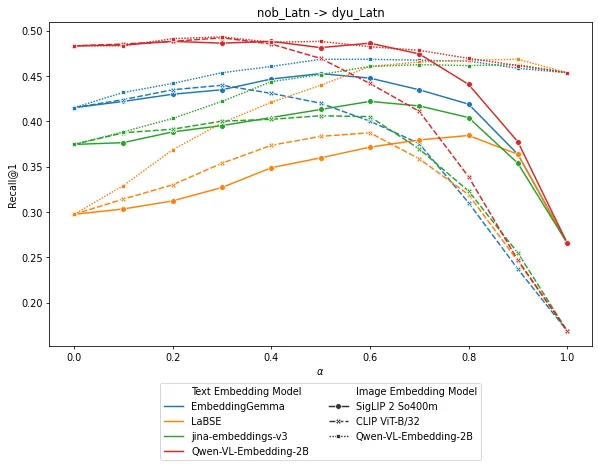 nob_Latn -> dyu_Latn
0.50
0.45
0.40
0.35
0.30
0.25
0.20
Recall@1
0.0 0.2 0.4 0.6 0.8 1.0
α
Text Embedding Model Image Embedding Model
EmbeddingGemma SigLIP 2 So400m
LaBSE CLIP ViT-B/32
jina-embeddings-v3 Qwen-VL-Embedding-2B
Qwen-VL-Embedding-2B